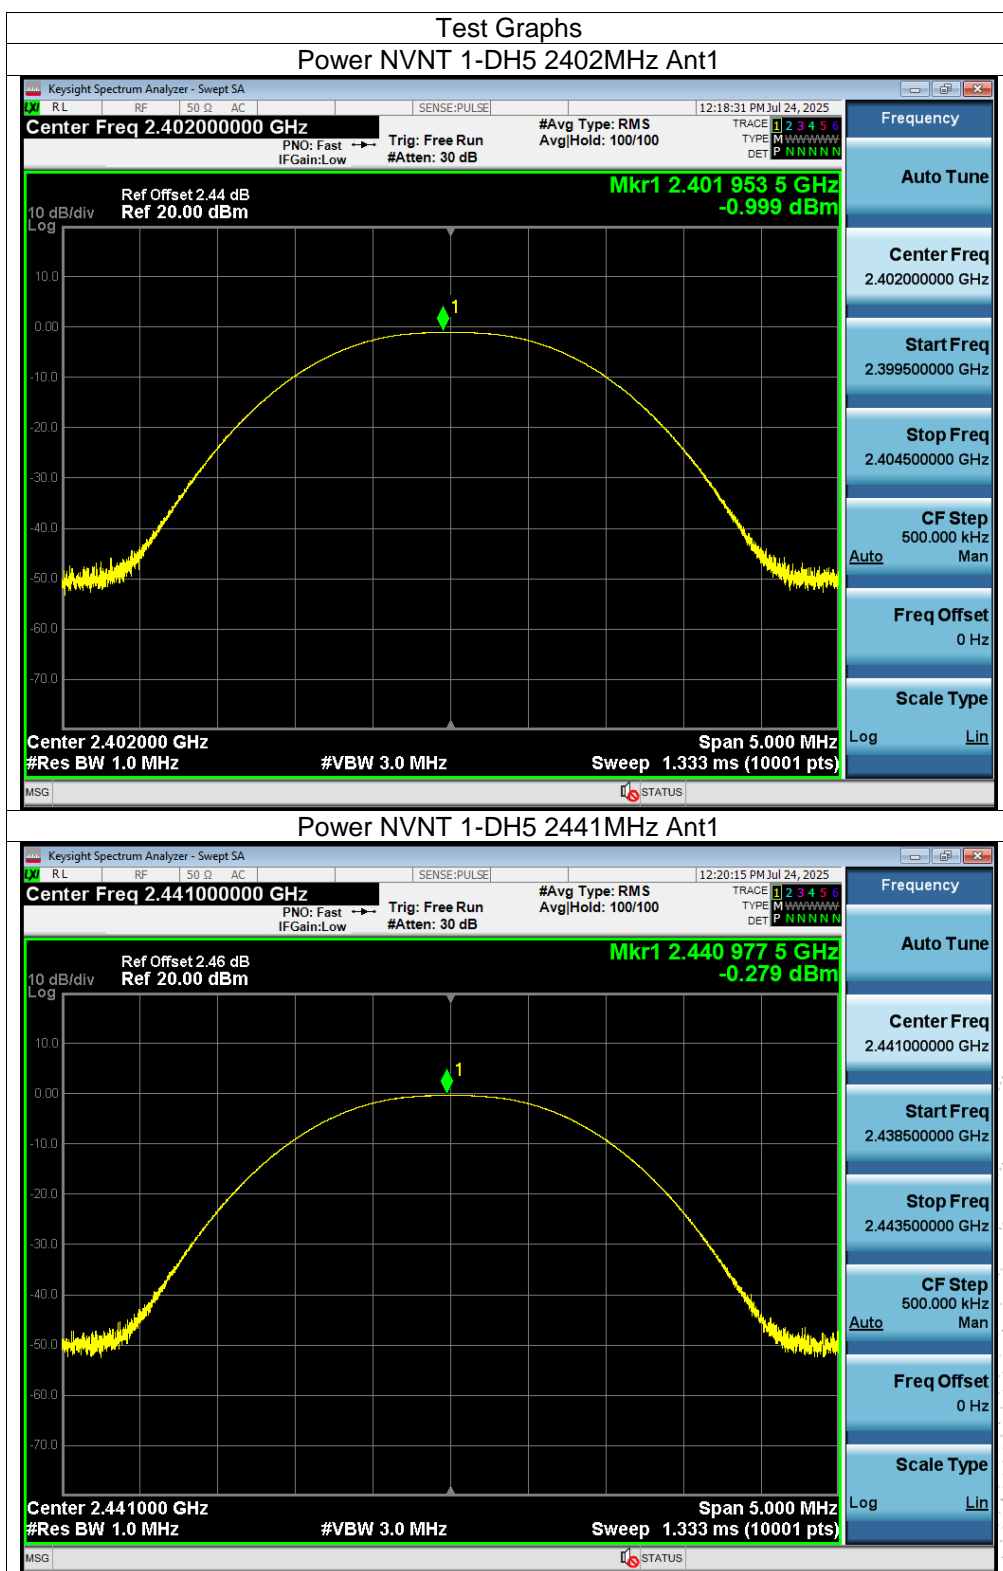 Test Graphs
Power NVNT 1-DH5 2402MHz Ant1
Keysight Spectrum Analyzer - Swept SA
LXI RL RF 50 Ω AC SENSE:PULSE 12:18:31 PM Jul 24, 2025
Center Freq 2.402000000 GHz #Avg Type: RMS TRACE 1 2 3 4 5 6 Frequency
PNO: Fast Trig: Free Run Avg|Hold: 100/100 TYPE M WWWWW
IFGain:Low #Atten: 30 dB DET P N N N N N
Auto Tune
Ref Offset 2.44 dB Mkr1 2.401 953 5 GHz
10 dB/div Ref 20.00 dBm -0.999 dBm
Log
Center Freq
2.402000000 GHz
10.0
1
0.00
Start Freq
2.399500000 GHz
-10.0
-20.0
Stop Freq
2.404500000 GHz
-30.0
-40.0
CF Step
500.000 kHz
Auto Man
-50.0
Freq Offset
0 Hz
-60.0
-70.0
Scale Type
Log Lin
Center 2.402000 GHz Span 5.000 MHz
#Res BW 1.0 MHz #VBW 3.0 MHz Sweep 1.333 ms (10001 pts)
MSG STATUS
Power NVNT 1-DH5 2441MHz Ant1
Keysight Spectrum Analyzer - Swept SA
LXI RL RF 50 Ω AC SENSE:PULSE 12:20:15 PM Jul 24, 2025
Center Freq 2.441000000 GHz #Avg Type: RMS TRACE 1 2 3 4 5 6 Frequency
PNO: Fast Trig: Free Run Avg|Hold: 100/100 TYPE M WWWWW
IFGain:Low #Atten: 30 dB DET P N N N N N
Auto Tune
Ref Offset 2.46 dB Mkr1 2.440 977 5 GHz
10 dB/div Ref 20.00 dBm -0.279 dBm
Log
Center Freq
2.441000000 GHz
10.0
1
0.00
Start Freq
2.438500000 GHz
-10.0
-20.0
Stop Freq
2.443500000 GHz
-30.0
-40.0
CF Step
500.000 kHz
Auto Man
-50.0
Freq Offset
0 Hz
-60.0
-70.0
Scale Type
Log Lin
Center 2.441000 GHz Span 5.000 MHz
#Res BW 1.0 MHz #VBW 3.0 MHz Sweep 1.333 ms (10001 pts)
MSG STATUS